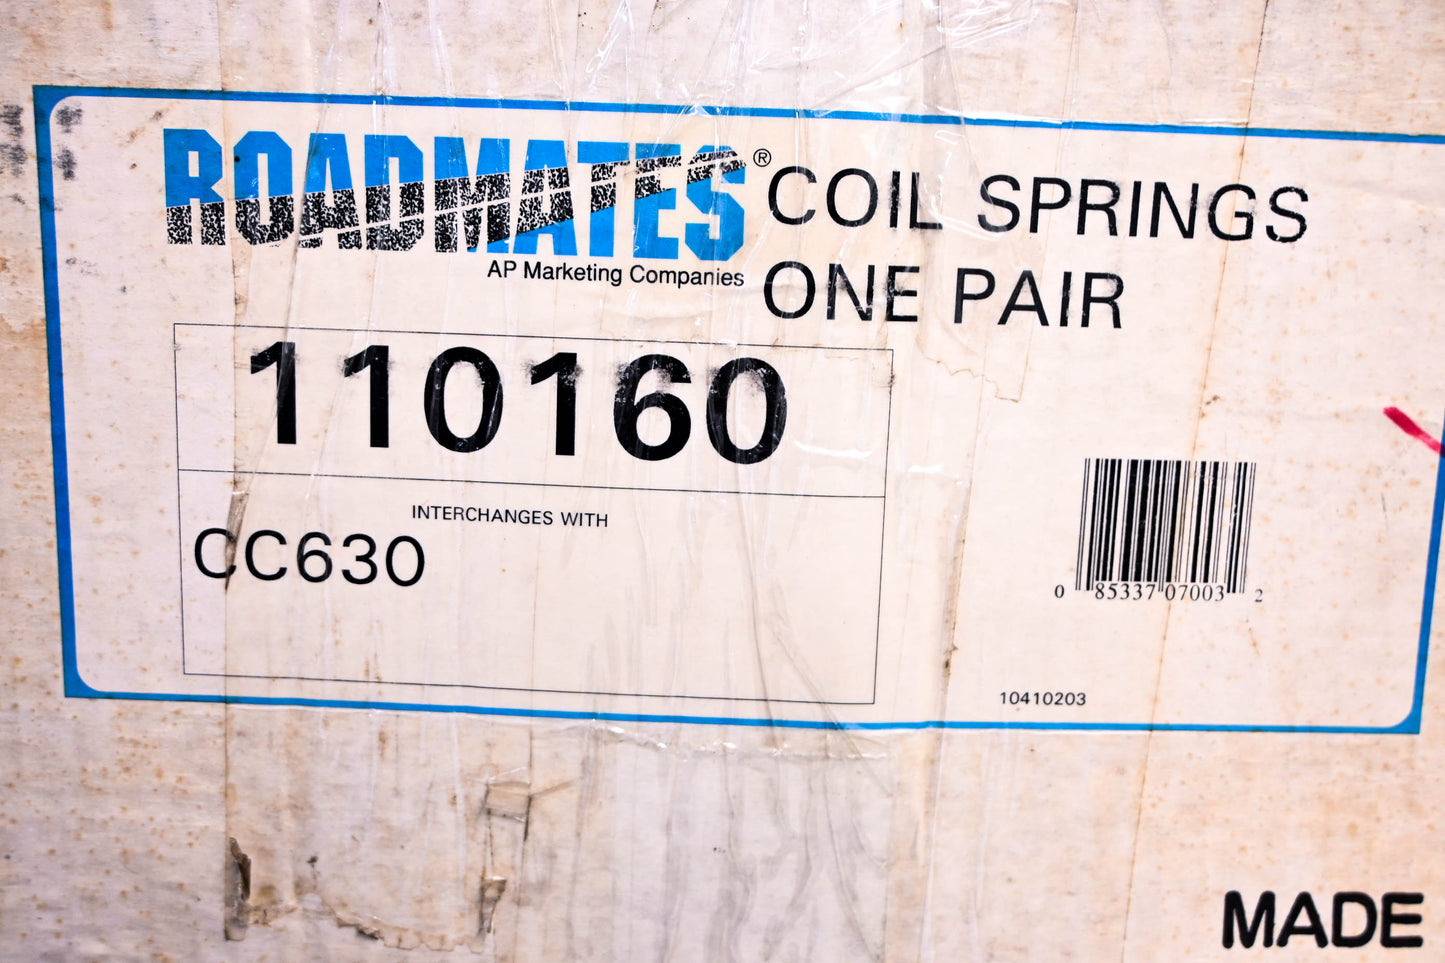 ROADMATES®
AP Marketing Companies
COIL SPRINGS
ONE PAIR
110160
INTERCHANGES WITH
CC630
0 85337 07003 2
10410203
MADE